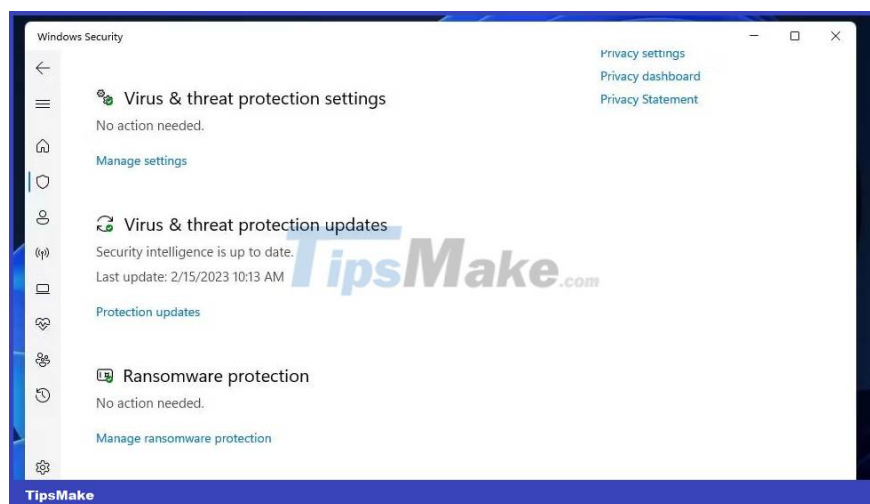 Windows Security
Privacy settings
Privacy dashboard
Privacy Statement
Virus & threat protection settings
No action needed.
Manage settings
Virus & threat protection updates
Security intelligence is up to date.
Last update: 2/15/2023 10:13 AM
TipsMake.com
Protection updates
Ransomware protection
No action needed.
Manage ransomware protection
TipsMake